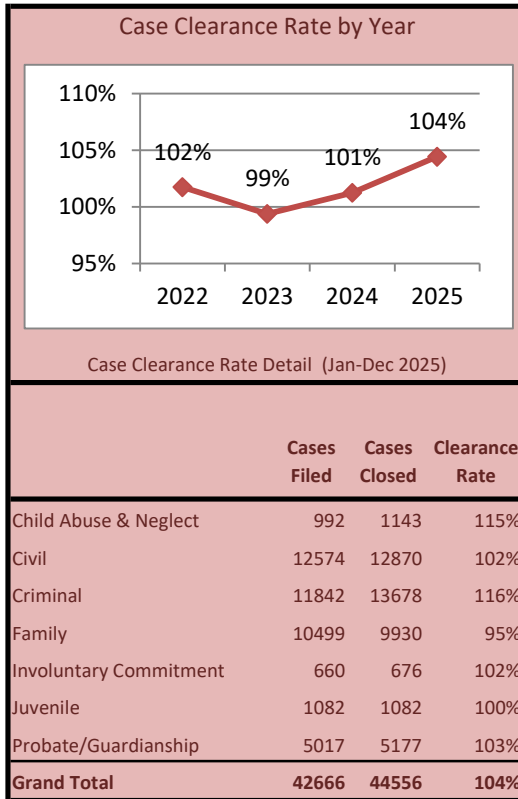 Case Clearance Rate by Year
110%
105%
100%
95%
102%
99%
101%
104%
2022 2023 2024 2025
Case Clearance Rate Detail (Jan-Dec 2025)
Cases Cases Clearance
Filed Closed Rate
Child Abuse & Neglect 992 1143 115%
Civil 12574 12870 102%
Criminal 11842 13678 116%
Family 10499 9930 95%
Involuntary Commitment 660 676 102%
Juvenile 1082 1082 100%
Probate/Guardianship 5017 5177 103%
Grand Total 42666 44556 104%